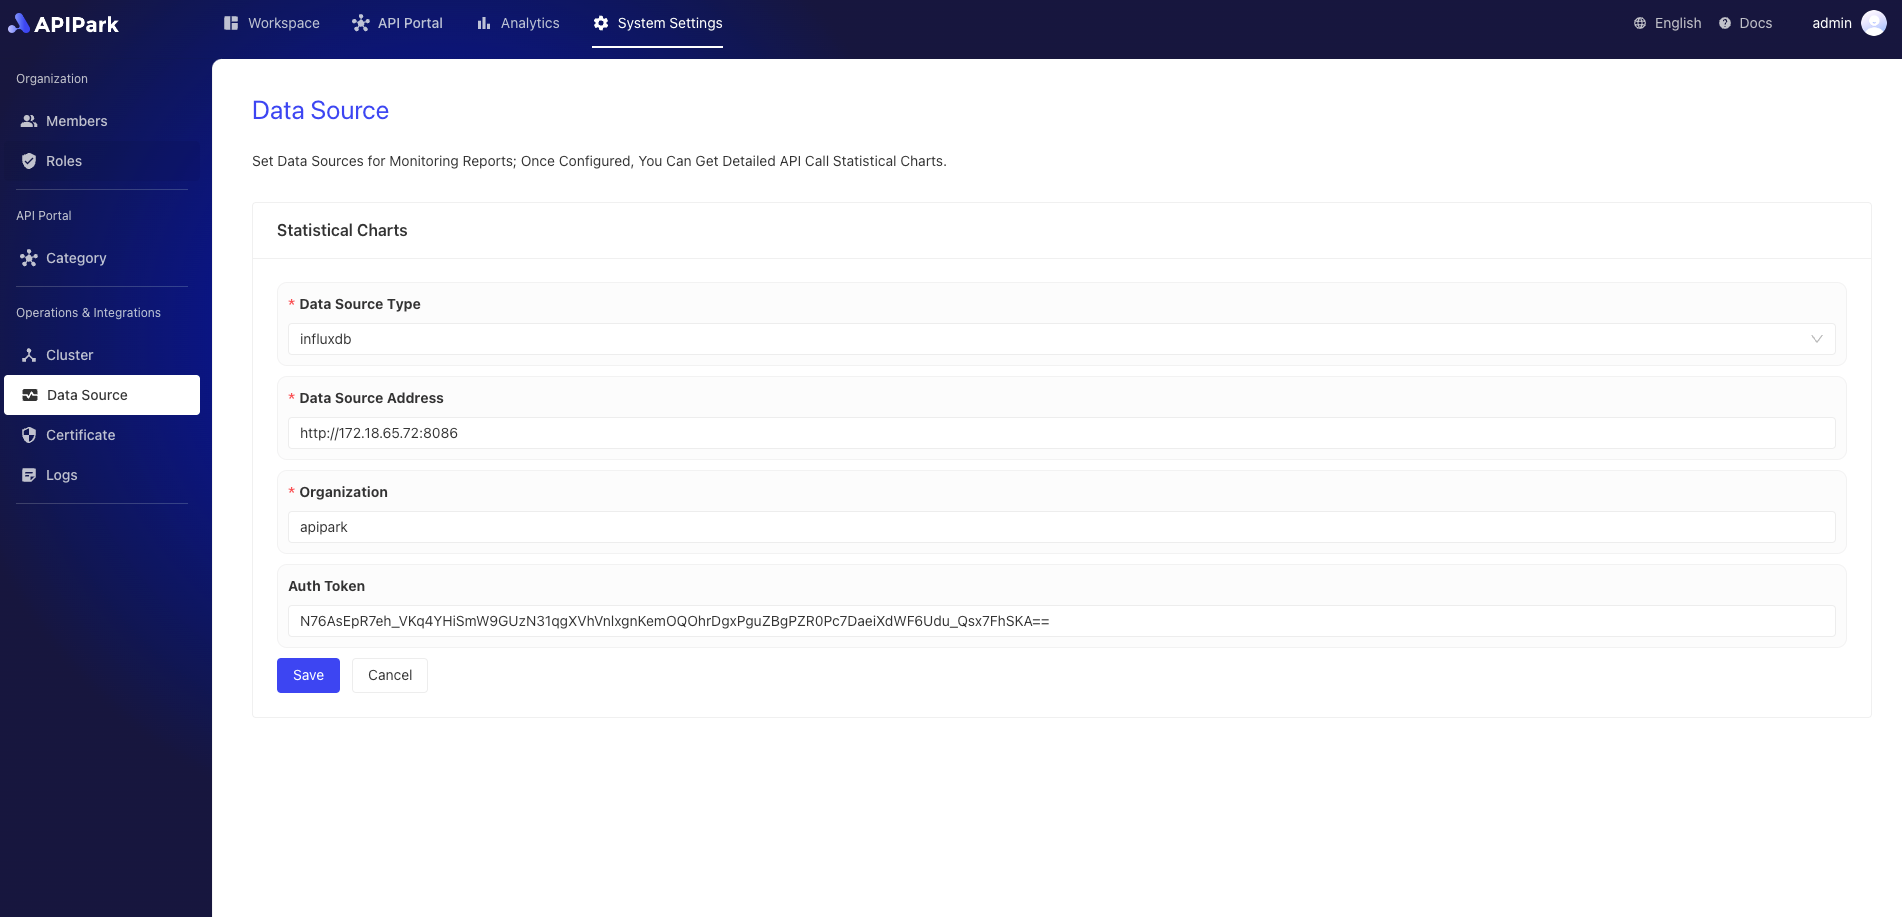 APIPark
Workspace
API Portal
Analytics
System Settings
English
Docs
admin
Organization
Members
Roles
API Portal
Category
Operations & Integrations
Cluster
Data Source
Certificate
Logs
Data Source
Set Data Sources for Monitoring Reports; Once Configured, You Can Get Detailed API Call Statistical Charts.
Statistical Charts
* Data Source Type
influxdb
* Data Source Address
http://172.18.65.72:8086
* Organization
apipark
Auth Token
N76AsEpR7eh_VKq4YHiSmW9GUzN31qgXVhVnlxgnKemOQOhrDgxPguZBgPZR0Pc7DaeiXdWF6Udu_Qsx7FhSKA==
Save
Cancel